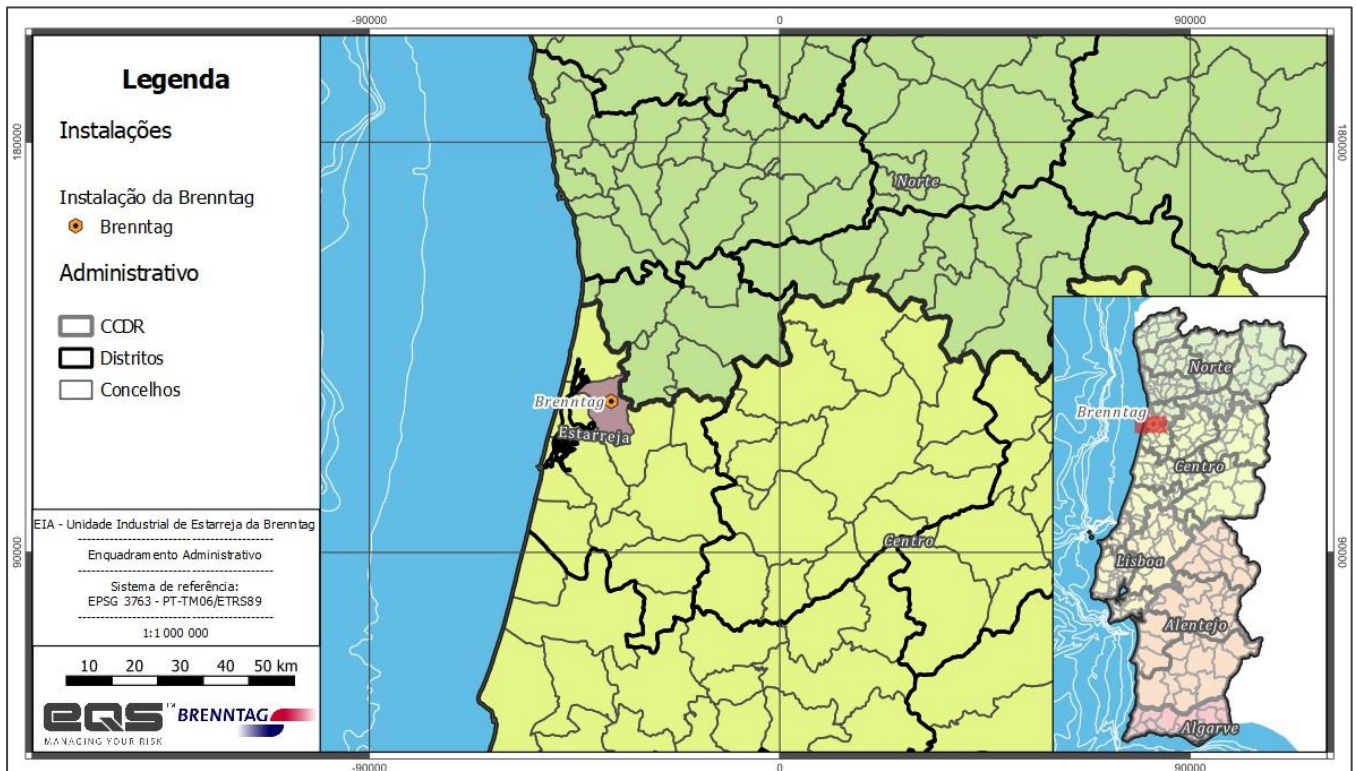 -90000
0
90000
180000
180000
90000
90000
-90000
0
90000
Legenda
Instalações
Instalação da Brenntag
Brenntag
Administrativo
CCDR
Distritos
Concelhos
EIA - Unidade Industrial de Estarreja da Brenntag
Enquadramento Administrativo
Sistema de referência:
EPSG 3763 - PT-TM06/ETRS89
1:1 000 000
10 20 30 40 50 km
eqs™
MANAGING YOUR RISK
BRENNTAG
Norte
Brenntag
Estarreja
Centro
Norte
Brenntag
Centro
Lisboa
Alentejo
Algarve